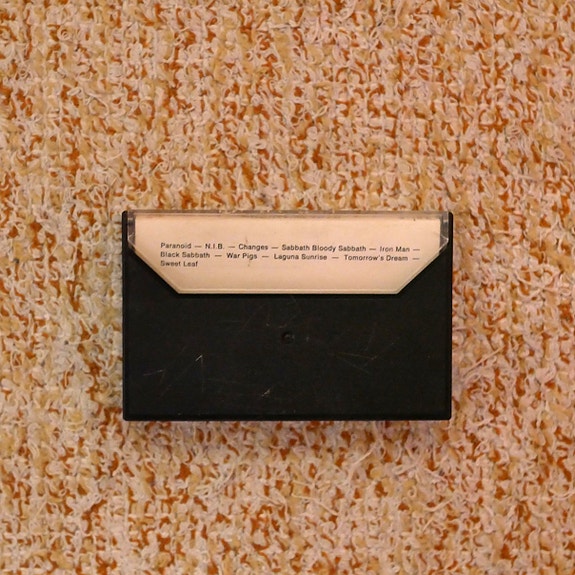 Paranoid — N.I.B. — Changes — Sabbath Bloody Sabbath — Iron Man —
Black Sabbath — War Pigs — Laguna Sunrise — Tomorrow's Dream —
Sweet Leaf